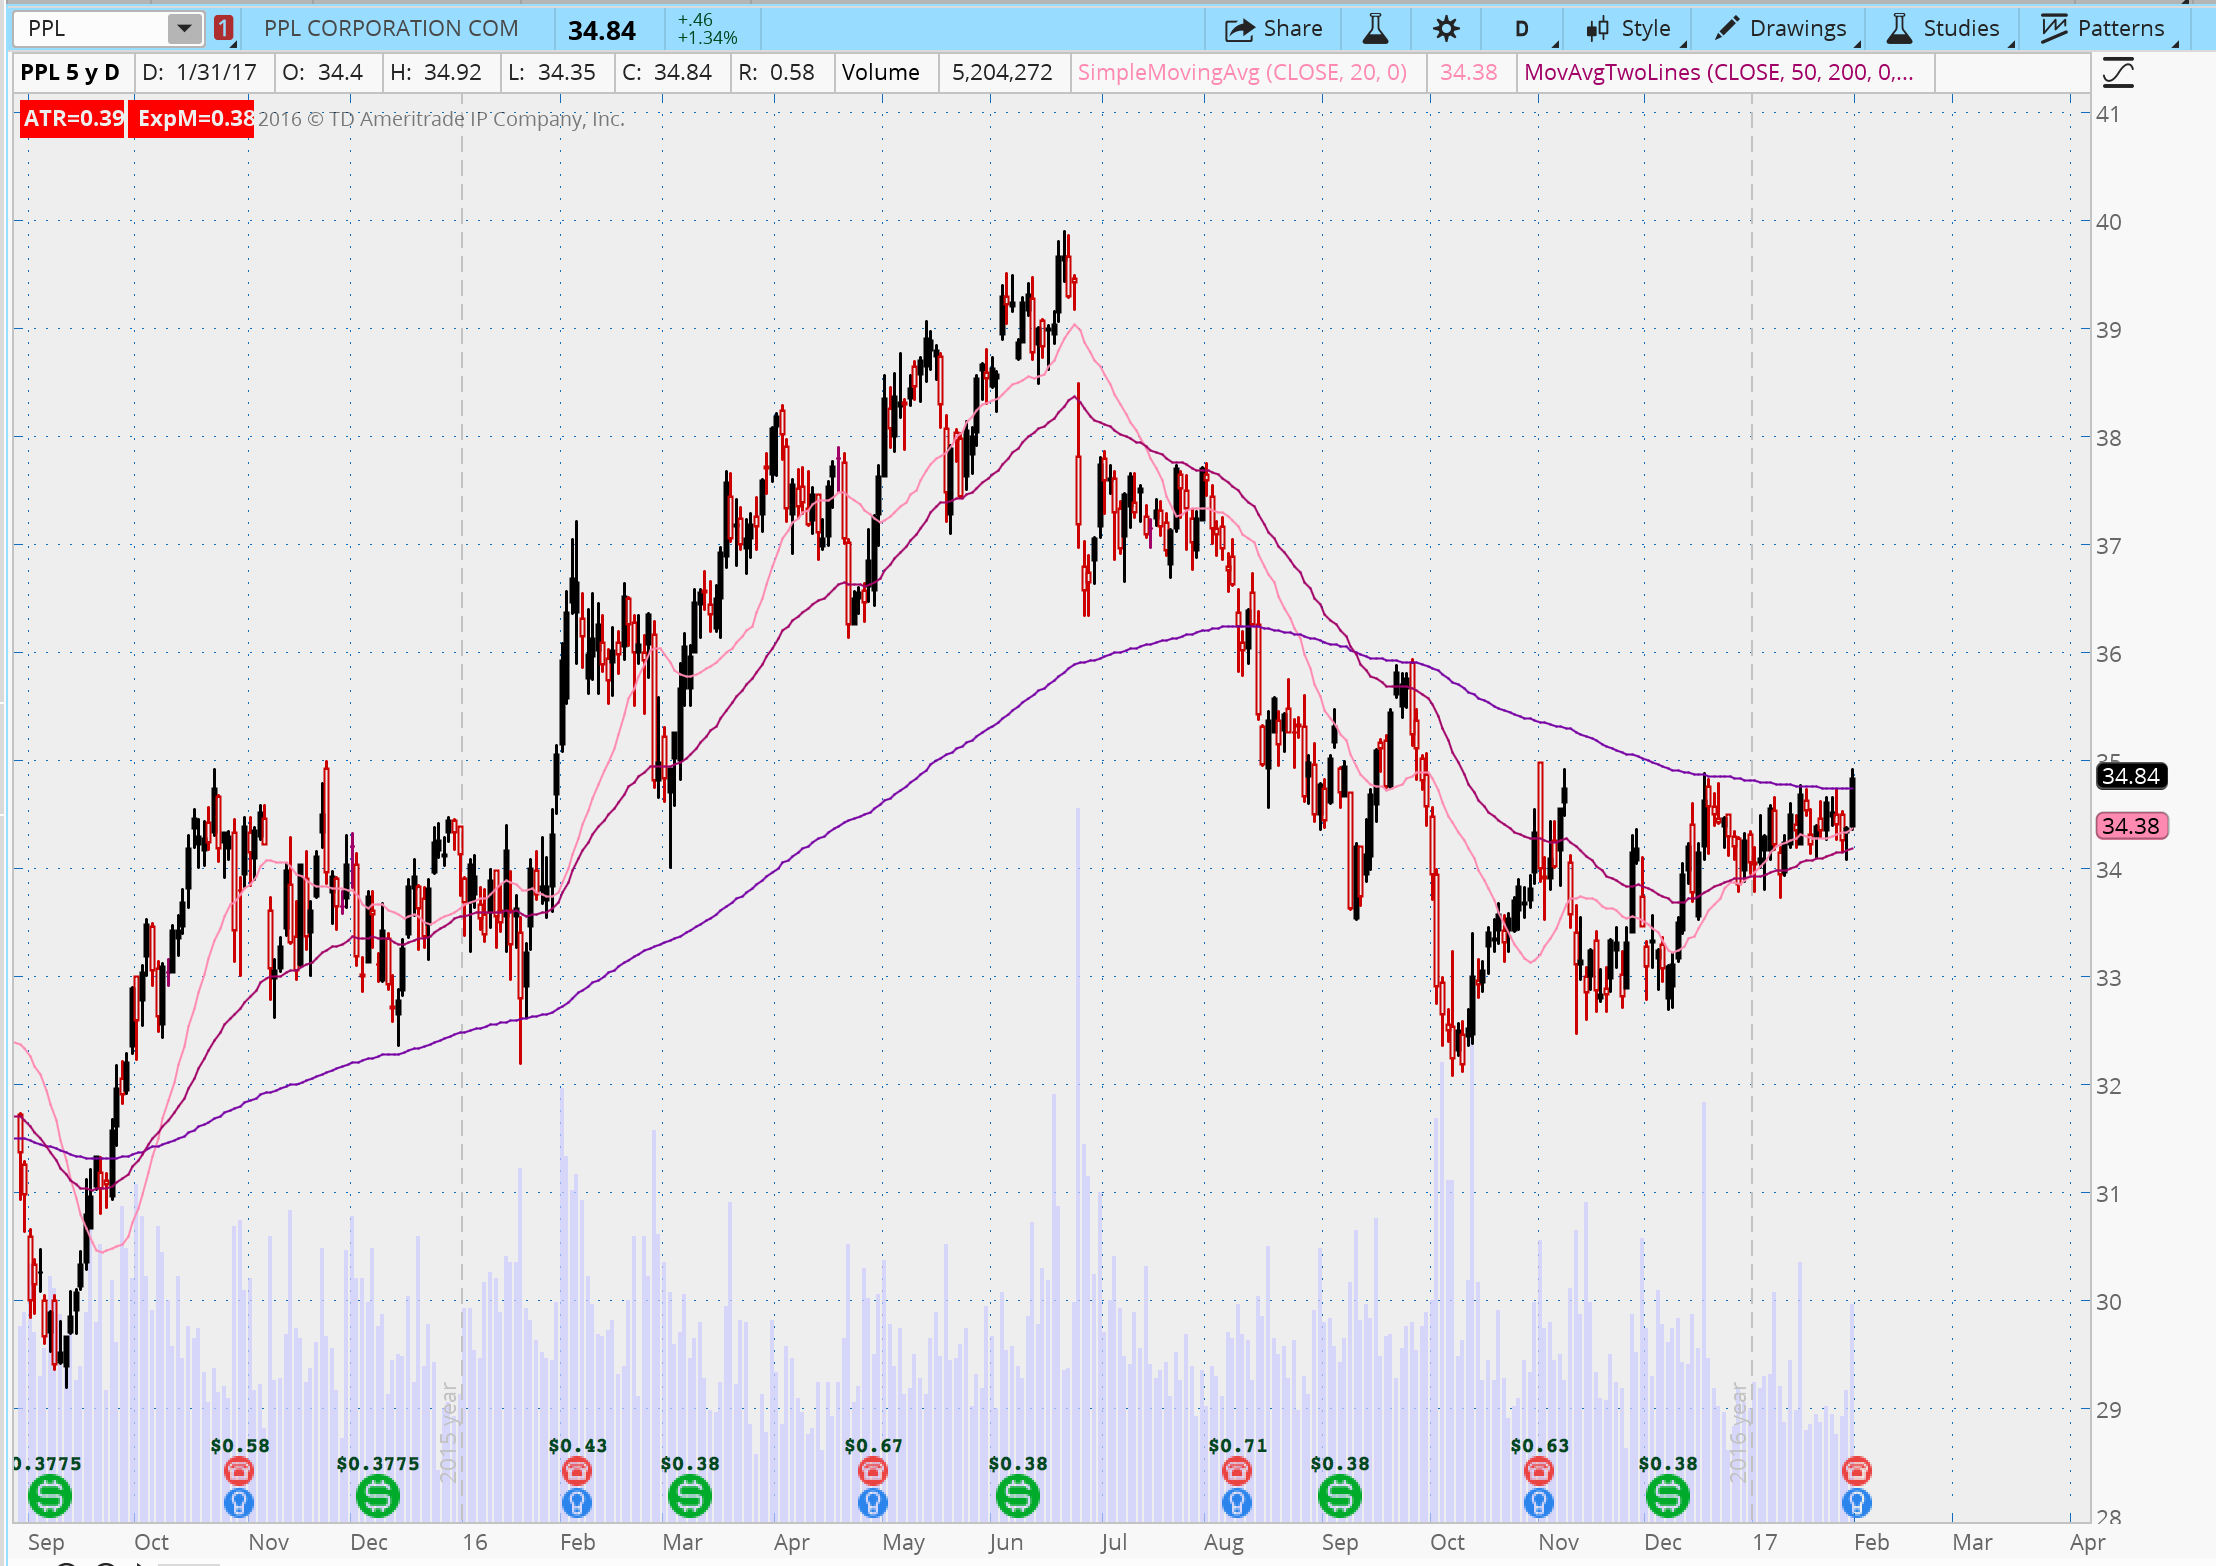 PPL 1 PPL CORPORATION COM 34.84 +.46 Share D Style Drawings Studies Patterns
+1.34%
PPL 5 y D D: 1/31/17 O: 34.4 H: 34.92 L: 34.35 C: 34.84 R: 0.58 Volume 5,204,272 SimpleMovingAvg (CLOSE, 20, 0) 34.38 MovAvgTwoLines (CLOSE, 50, 200, 0,...
ATR=0.39 ExpM=0.38 2016 © TD Ameritrade IP Company, Inc.
41
40
39
38
37
36
35
34.84
34.38
34
33
32
31
30
29
28
2015 year
2016 year
$0.58 $0.43 $0.67 $0.71 $0.63
0.3775 $0.3775 $0.38 $0.38 $0.38 $0.38
Sep Oct Nov Dec 16 Feb Mar Apr May Jun Jul Aug Sep Oct Nov Dec 17 Feb Mar Apr